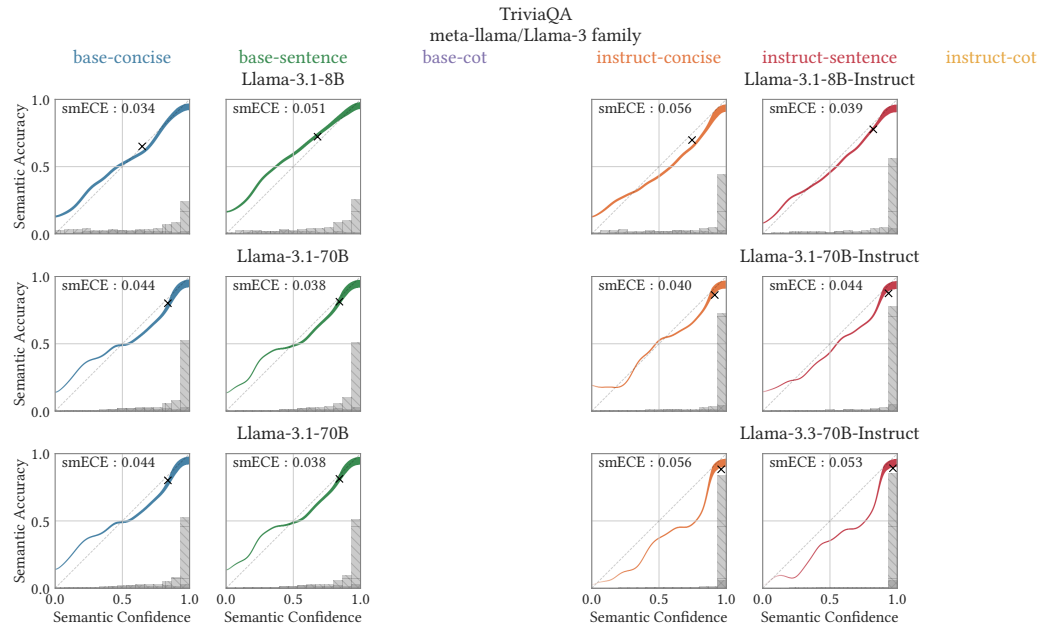 TriviaQA
meta-llama/Llama-3 family
base-concise base-sentence base-cot instruct-concise instruct-sentence instruct-cot
Llama-3.1-8B Llama-3.1-8B-Instruct
1.0 smECE : 0.034 smECE : 0.051 smECE : 0.056 smECE : 0.039
Semantic Accuracy
0.5
0.0
Llama-3.1-70B Llama-3.1-70B-Instruct
1.0 smECE : 0.044 smECE : 0.038 smECE : 0.040 smECE : 0.044
Semantic Accuracy
0.5
0.0
Llama-3.1-70B Llama-3.3-70B-Instruct
1.0 smECE : 0.044 smECE : 0.038 smECE : 0.056 smECE : 0.053
Semantic Accuracy
0.5
0.0
0.0 0.5 1.0 0.0 0.5 1.0 0.0 0.5 1.0 0.0 0.5 1.0
Semantic Confidence Semantic Confidence Semantic Confidence Semantic Confidence